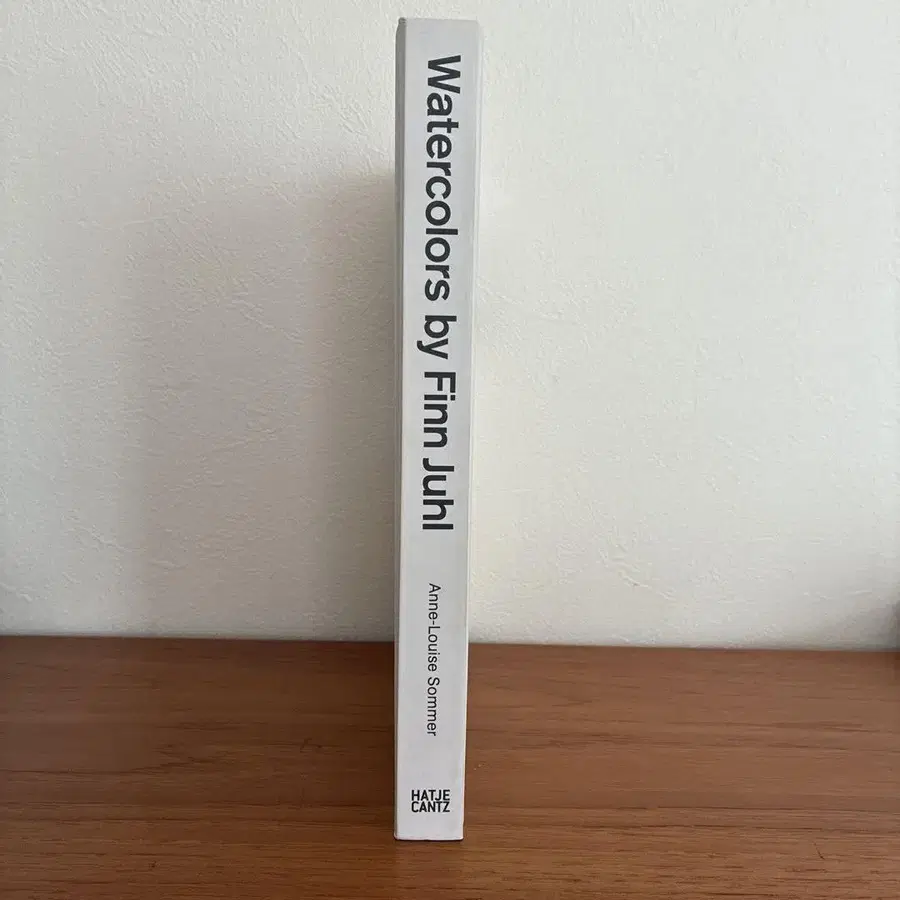 Watercolors by Finn Juhl
Anne-Louise Sommer
HATJE
CANTZ